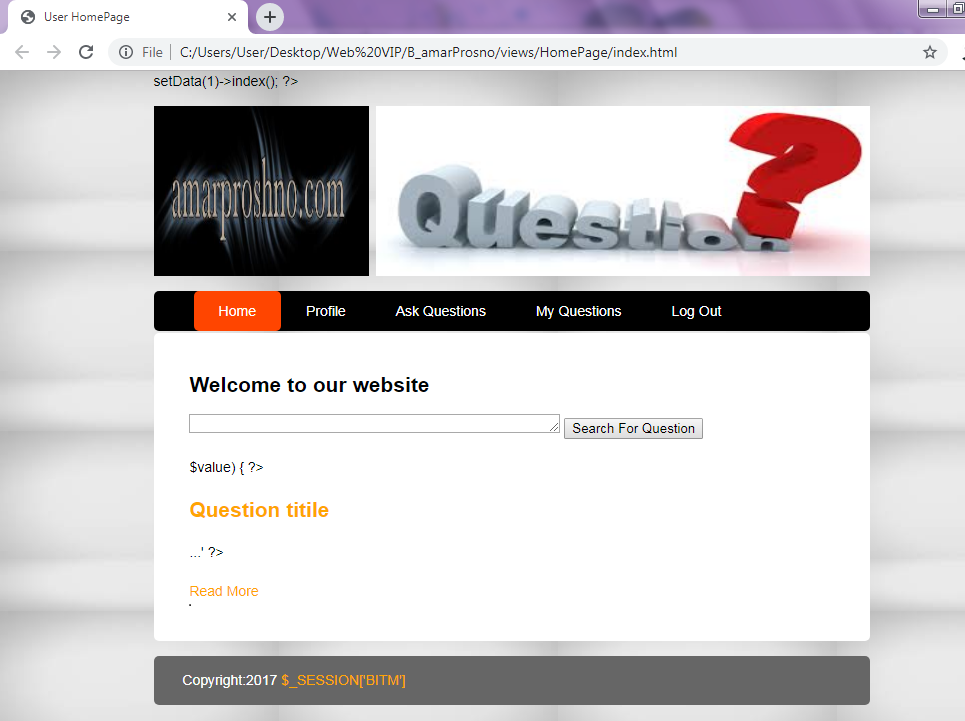 User HomePage
File | C:/Users/User/Desktop/Web%20VIP/B_amarProsno/views/HomePage/index.html
setData(1)->index(); ?>
amarproshno.com
Question?
Home Profile Ask Questions My Questions Log Out
Welcome to our website
Search For Question
$value) { ?>
Question titile
...' ?>
Read More
.
Copyright:2017 $_SESSION['BITM']